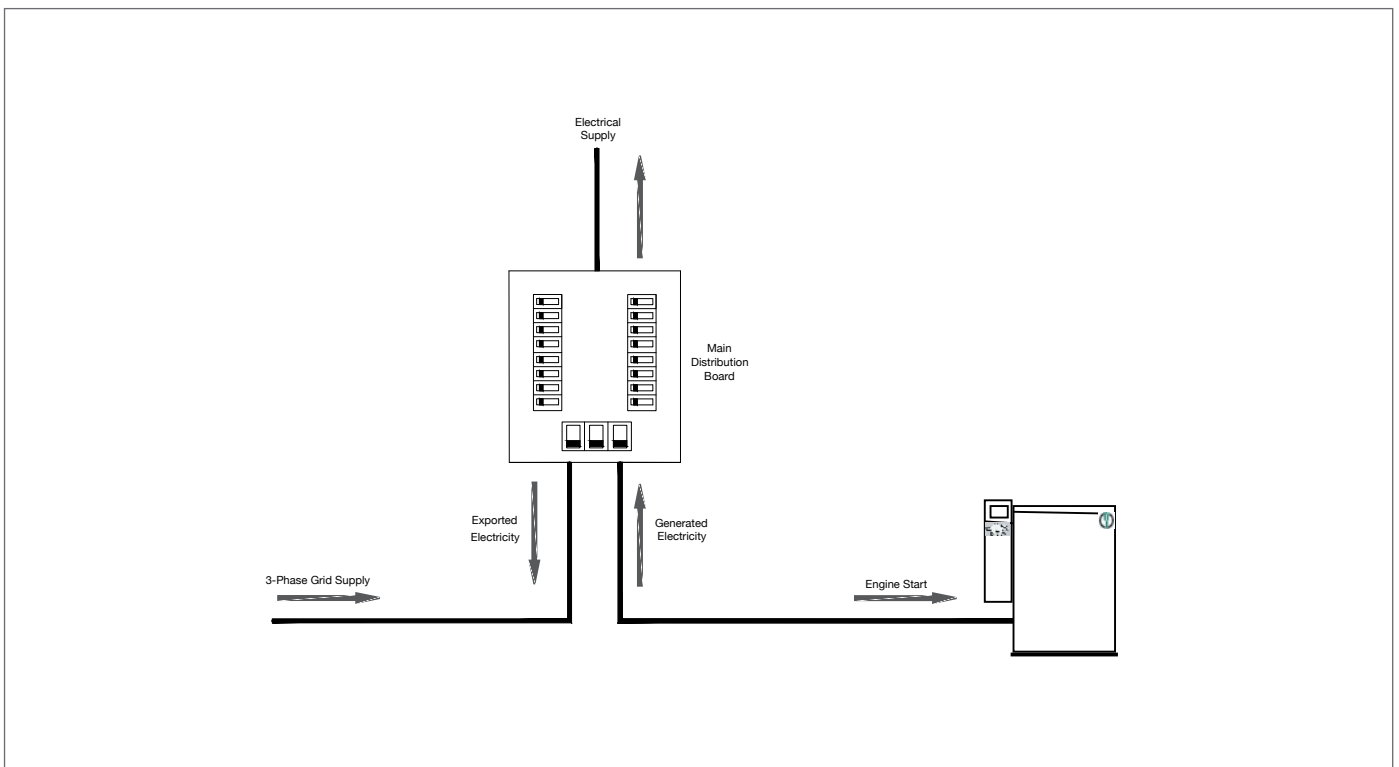 Electrical
Supply
Main
Distribution
Board
Exported
Electricity
Generated
Electricity
3-Phase Grid Supply
Engine Start